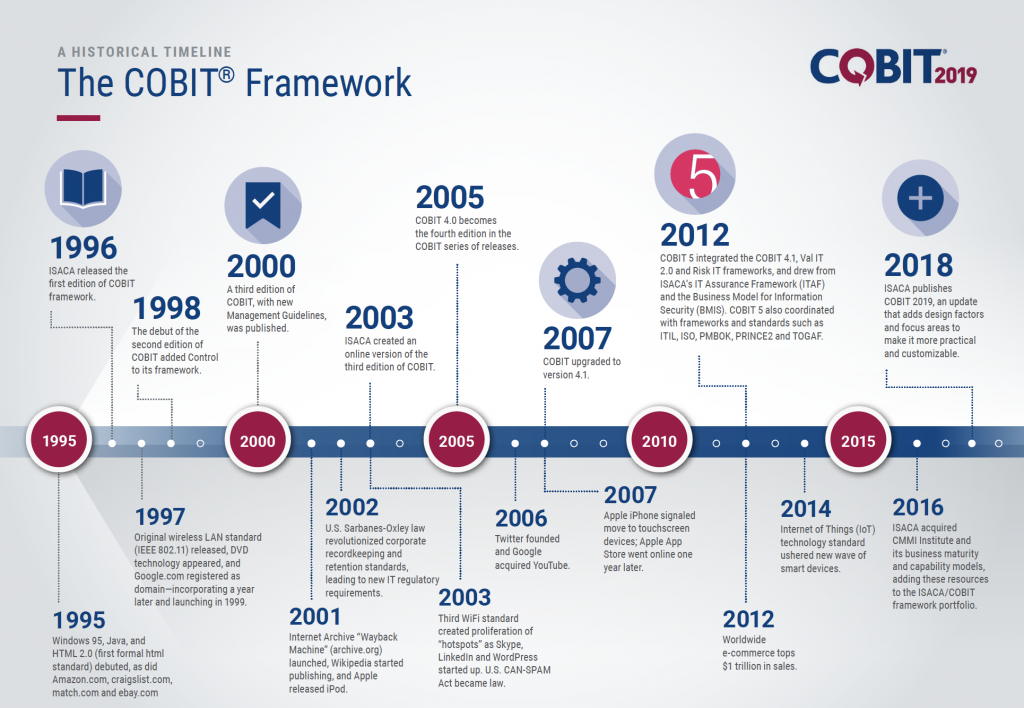 A HISTORICAL TIMELINE
The COBIT® Framework
COBIT® 2019
1996
ISACA released the
first edition of COBIT
framework.
1998
The debut of the
second edition of
COBIT added Control
to its framework.
2000
A third edition of
COBIT, with new
Management Guidelines,
was published.
2003
ISACA created an
online version of the
third edition of COBIT.
2005
COBIT 4.0 becomes
the fourth edition in the
COBIT series of releases.
2007
COBIT upgraded to
version 4.1.
5
2012
COBIT 5 integrated the COBIT 4.1, Val IT
2.0 and Risk IT frameworks, and drew from
ISACA's IT Assurance Framework (ITAF)
and the Business Model for Information
Security (BMIS). COBIT 5 also coordinated
with frameworks and standards such as
ITIL, ISO, PMBOK, PRINCE2 and TOGAF.
2018
ISACA publishes
COBIT 2019, an update
that adds design factors
and focus areas to
make it more practical
and customizable.
1995
2000
2005
2010
2015
1995
Windows 95, Java, and
HTML 2.0 (first formal html
standard) debuted, as did
Amazon.com, craigslist.com,
match.com and ebay.com
1997
Original wireless LAN standard
(IEEE 802.11) released, DVD
technology appeared, and
Google.com registered as
domain—incorporating a year
later and launching in 1999.
2001
Internet Archive “Wayback
Machine” (archive.org)
launched, Wikipedia started
publishing, and Apple
released iPod.
2002
U.S. Sarbanes-Oxley law
revolutionized corporate
recordkeeping and
retention standards,
leading to new IT regulatory
requirements.
2003
Third WiFi standard
created proliferation of
“hotspots” as Skype,
LinkedIn and WordPress
started up. U.S. CAN-SPAM
Act became law.
2006
Twitter founded
and Google
acquired YouTube.
2007
Apple iPhone signaled
move to touchscreen
devices; Apple App
Store went online one
year later.
2012
Worldwide
e-commerce tops
$1 trillion in sales.
2014
Internet of Things (IoT)
technology standard
ushered new wave of
smart devices.
2016
ISACA acquired
CMMI Institute and
its business maturity
and capability models,
adding these resources
to the ISACA/COBIT
framework portfolio.